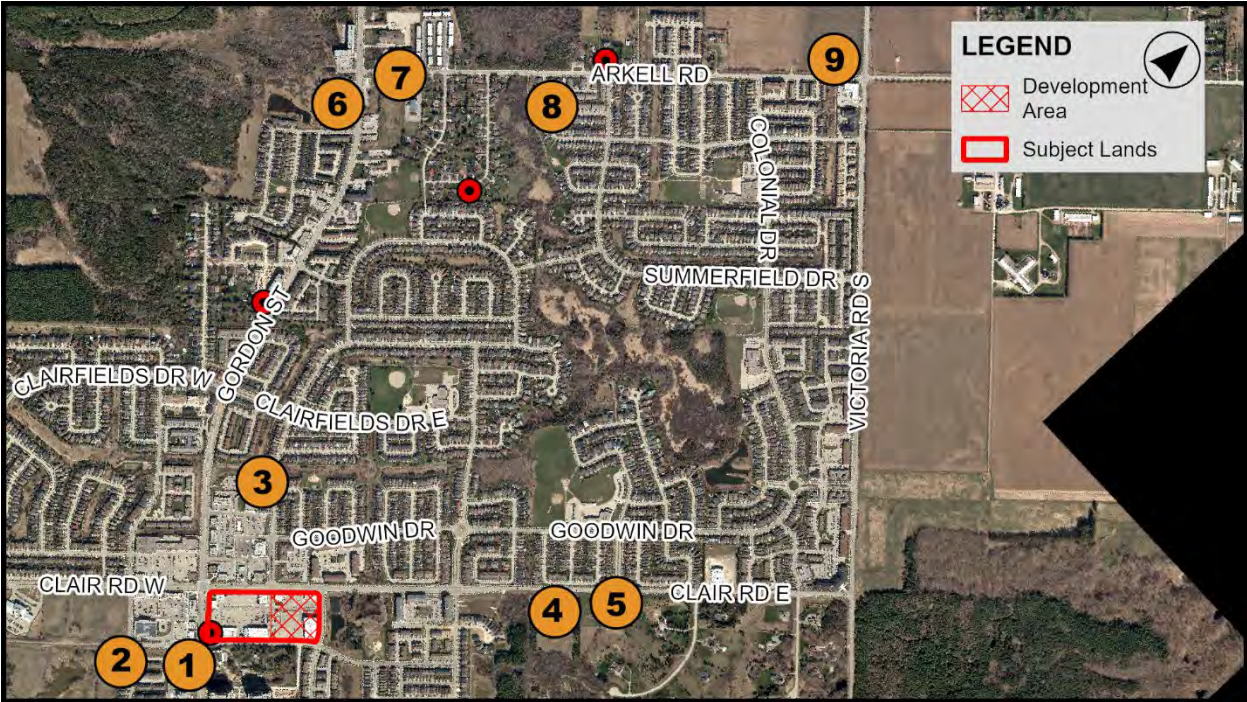 LEGEND
Development
Area
Subject Lands
9
7
ARKELL RD
6
8
COLONIAL DR
SUMMERFIELD DR
VICTORIA RD S
GORDON ST
CLAIRFIELDS DR W
CLAIRFIELDS DR E
3
GOODWIN DR
GOODWIN DR
CLAIR RD W
CLAIR RD E
4
5
2
1